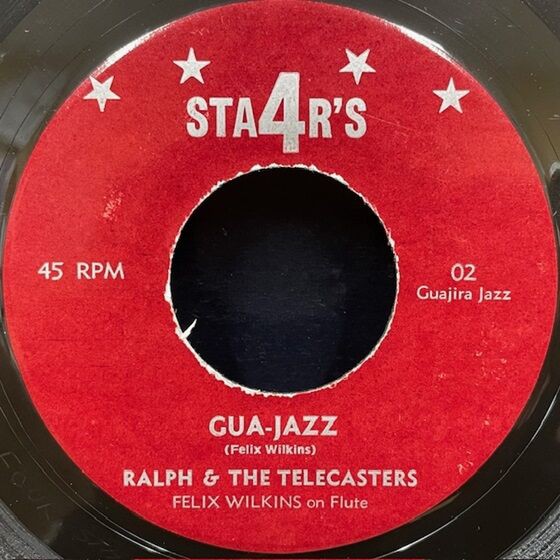 STA4R'S
45 RPM
02
Guajira Jazz
GUA-JAZZ
(Felix Wilkins)
RALPH & THE TELECASTERS
FELIX WILKINS on Flute